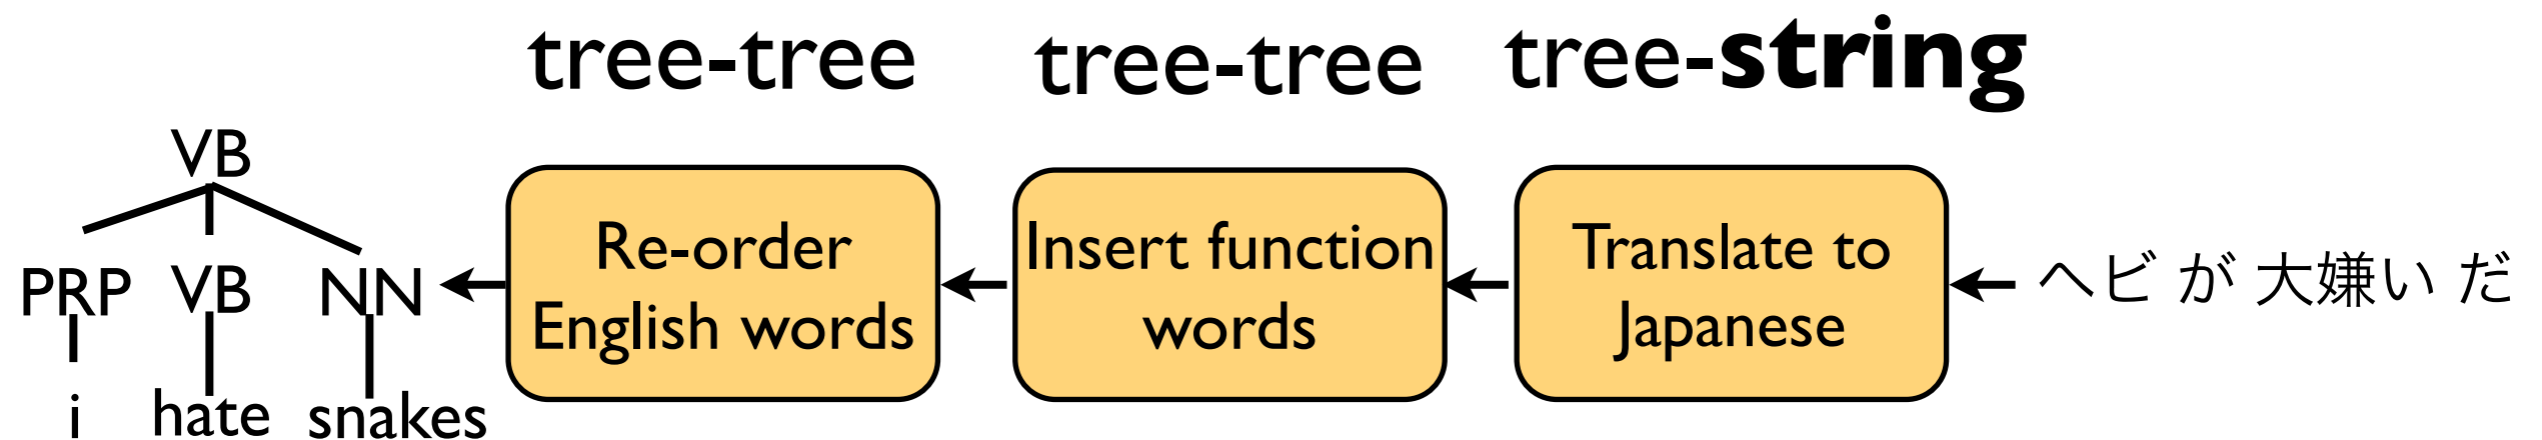 tree-tree tree-tree tree-string
VB
PRP VB NN
i hate snakes
Re-order
English words
Insert function
words
Translate to
Japanese
ヘビ が 大嫌い だ